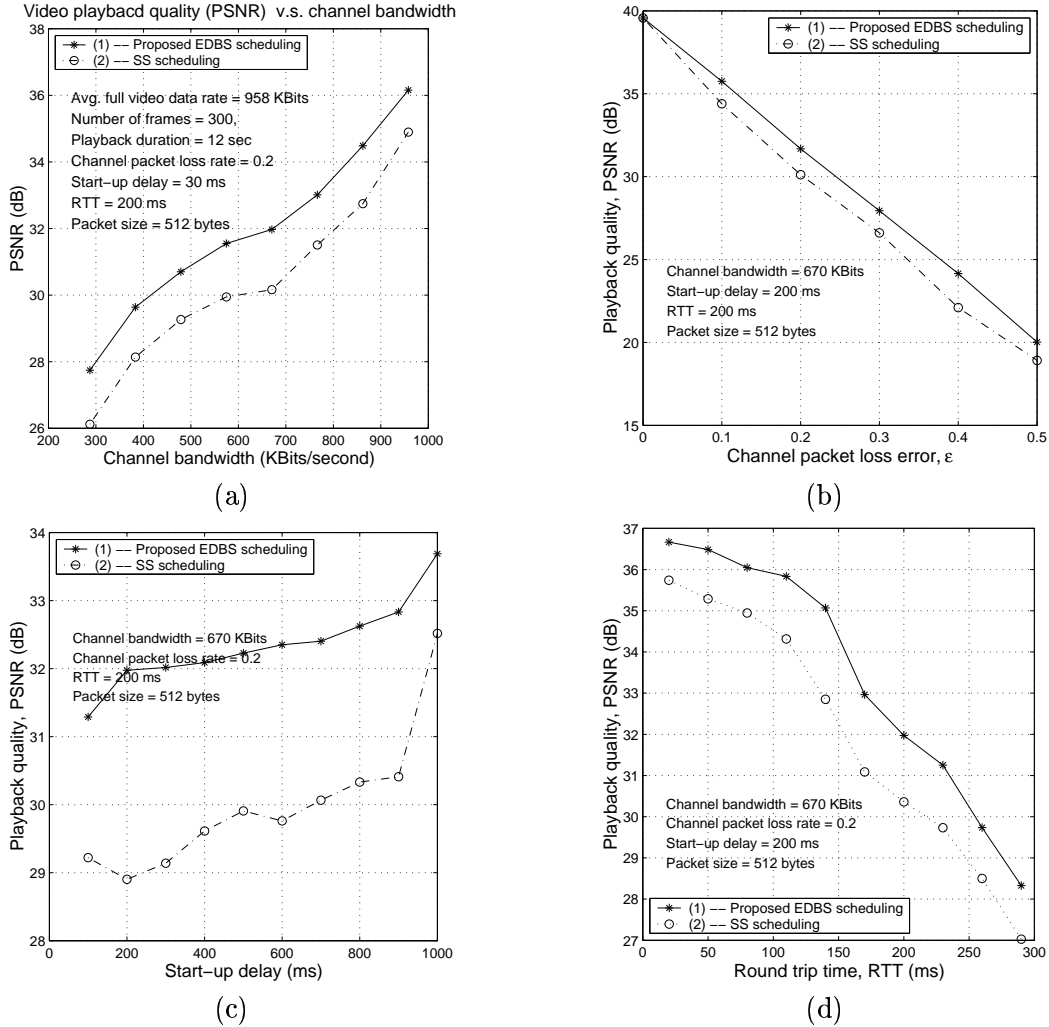 Video playbacd quality (PSNR) v.s. channel bandwidth
38
36
34
32
30
28
26
PSNR (dB)
(1) −− Proposed EDBS scheduling
(2) −− SS scheduling
Avg. full video data rate = 958 KBits
Number of frames = 300,
Playback duration = 12 sec
Channel packet loss rate = 0.2
Start−up delay = 30 ms
RTT = 200 ms
Packet size = 512 bytes
200 300 400 500 600 700 800 900 1000
Channel bandwidth (KBits/second)
(a)
40
35
30
25
20
15
Playback quality, PSNR (dB)
(1) −− Proposed EDBS scheduling
(2) −− SS scheduling
Channel bandwidth = 670 KBits
Start−up delay = 200 ms
RTT = 200 ms
Packet size = 512 bytes
0 0.1 0.2 0.3 0.4 0.5
Channel packet loss error, ε
(b)
34
33
32
31
30
29
28
Playback quality, PSNR (dB)
(1) −− Proposed EDBS scheduling
(2) −− SS scheduling
Channel bandwidth = 670 KBits
Channel packet loss rate = 0.2
RTT = 200 ms
Packet size = 512 bytes
0 200 400 600 800 1000
Start−up delay (ms)
(c)
37
36
35
34
33
32
31
30
29
28
27
Playback quality, PSNR (dB)
Channel bandwidth = 670 KBits
Channel packet loss rate = 0.2
Start−up delay = 200 ms
Packet size = 512 bytes
(1) −− Proposed EDBS scheduling
(2) −− SS scheduling
0 50 100 150 200 250 300
Round trip time, RTT (ms)
(d)